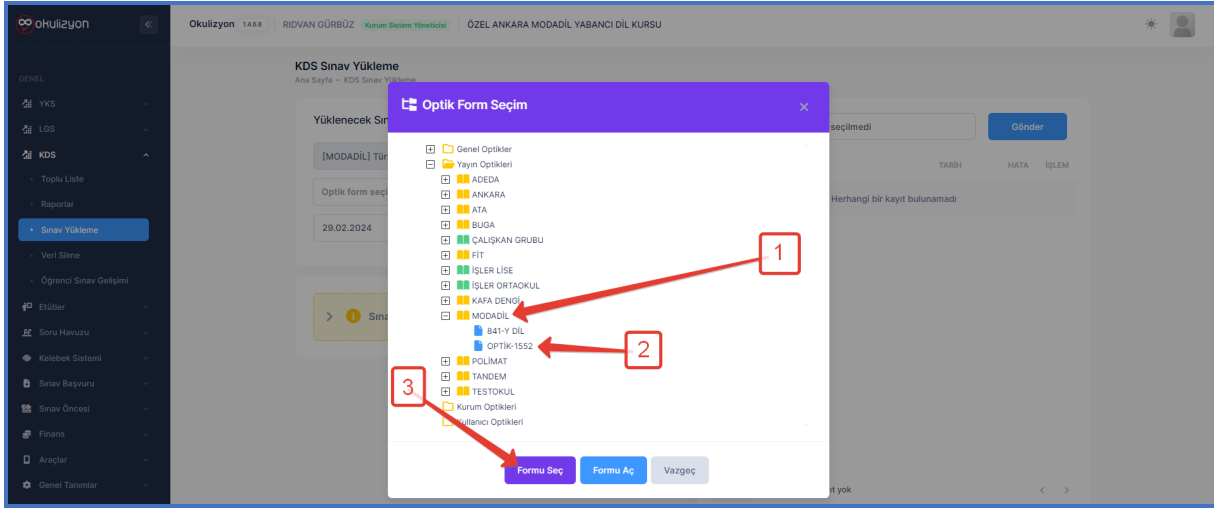 okulizyon
Okulizyon 1.4.6.8 RIDVAN GÜRBÜZ Kurum Sistem Yöneticisi ÖZEL ANKARA MODADİL YABANCI DİL KURSU
GENEL
YKS
LGS
KDS
Toplu Liste
Raporlar
Sınav Yükleme
Veri Silme
Öğrenci Sınav Gelişimi
Etütler
Soru Havuzu
Kelebek Sistemi
Sınav Başvuru
Sınav Öncesi
Finans
Araçlar
Genel Tanımlar
KDS Sınav Yükleme
Ana Sayfa – KDS Sınav Yükleme
Yüklenecek Sın
[MODADİL] Tür
Optik form seçi
29.02.2024
Sına
Optik Form Seçim
Genel Optikler
Yayın Optikleri
ADEDA
ANKARA
ATA
BUGA
ÇALIŞKAN GRUBU
FİT
İŞLER LİSE
İŞLER ORTAOKUL
KAFA DENGİ
MODADİL
841-Y DİL
OPTİK-1552
POLİMAT
TANDEM
TESTOKUL
Kurum Optikleri
Kullanıcı Optikleri
1
2
3
Formu Seç Formu Aç Vazgeç
seçilmedi Gönder
TARİH HATA İŞLEM
Herhangi bir kayıt bulunamadı
yok